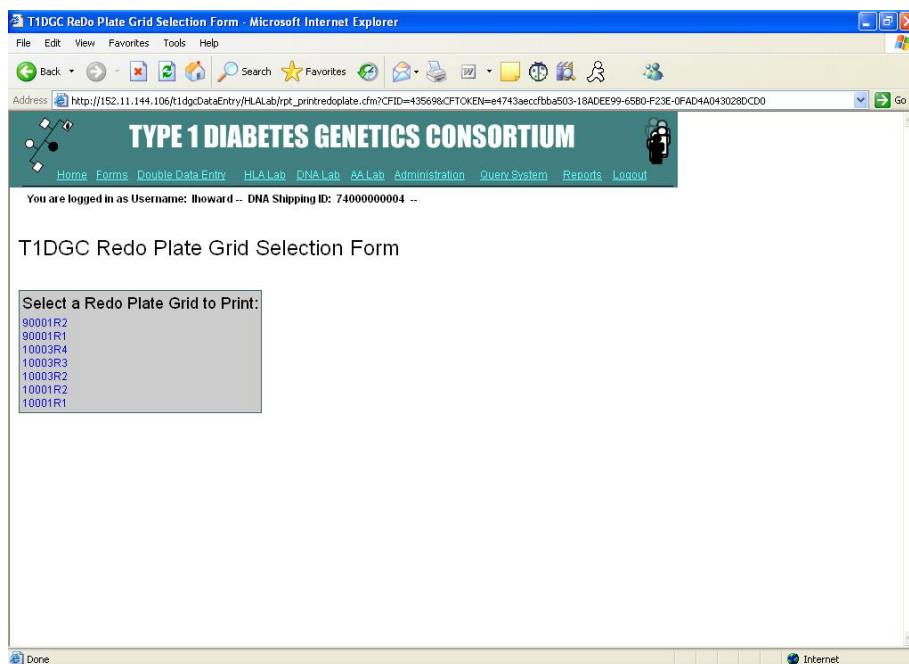 T1DGC ReDo Plate Grid Selection Form - Microsoft Internet Explorer
File Edit View Favorites Tools Help
Back Search Favorites
Address http://152.11.144.106/t1dgcDataEntry/HLALab/rpt_printredoplate.cfm?CFID=43569&CFTOKEN=e4743aeccfbba503-18ADEE99-65B0-F23E-0FAD4A043028DCD0 Go
TYPE 1 DIABETES GENETICS CONSORTIUM
Home Forms Double Data Entry HLA Lab DNA Lab AA Lab Administration Query System Reports Logout
You are logged in as Username: lhoward -- DNA Shipping ID: 74000000004 --
T1DGC Redo Plate Grid Selection Form
Select a Redo Plate Grid to Print:
90001R2
90001R1
10003R4
10003R3
10003R2
10001R2
10001R1
Done Internet